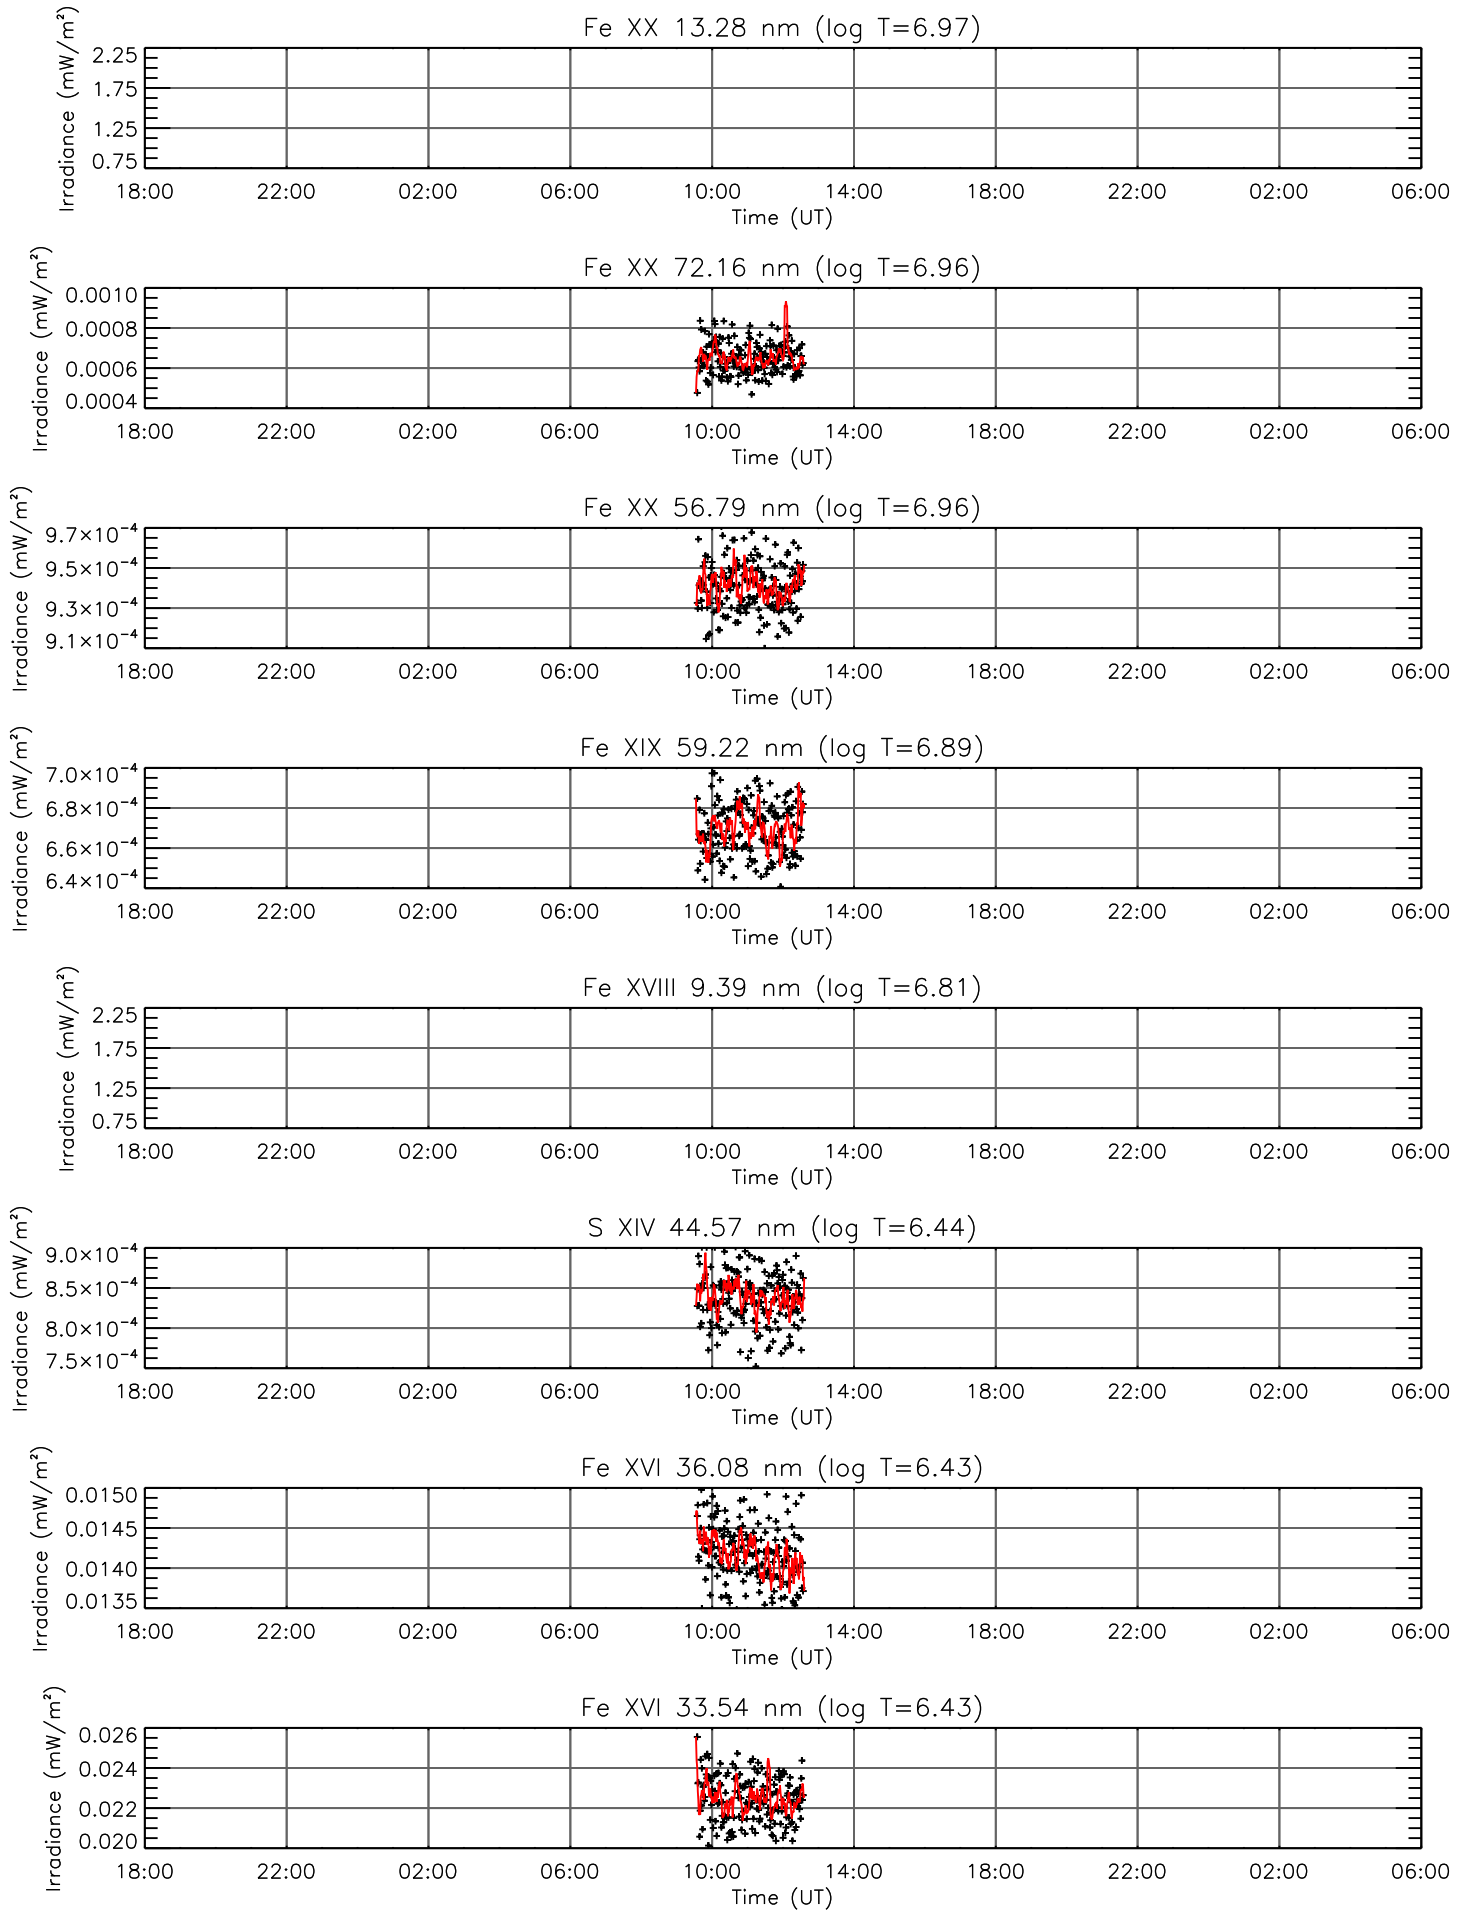 Fe XX 13.28 nm (log T=6.97)
Irradiance (mW/m²)
2.25
1.75
1.25
0.75
18:00 22:00 02:00 06:00 10:00 14:00 18:00 22:00 02:00 06:00
Time (UT)
Fe XX 72.16 nm (log T=6.96)
Irradiance (mW/m²)
0.0010
0.0008
0.0006
0.0004
18:00 22:00 02:00 06:00 10:00 14:00 18:00 22:00 02:00 06:00
Time (UT)
Fe XX 56.79 nm (log T=6.96)
Irradiance (mW/m²)
9.7×10⁻⁴
9.5×10⁻⁴
9.3×10⁻⁴
9.1×10⁻⁴
18:00 22:00 02:00 06:00 10:00 14:00 18:00 22:00 02:00 06:00
Time (UT)
Fe XIX 59.22 nm (log T=6.89)
Irradiance (mW/m²)
7.0×10⁻⁴
6.8×10⁻⁴
6.6×10⁻⁴
6.4×10⁻⁴
18:00 22:00 02:00 06:00 10:00 14:00 18:00 22:00 02:00 06:00
Time (UT)
Fe XVIII 9.39 nm (log T=6.81)
Irradiance (mW/m²)
2.25
1.75
1.25
0.75
18:00 22:00 02:00 06:00 10:00 14:00 18:00 22:00 02:00 06:00
Time (UT)
S XIV 44.57 nm (log T=6.44)
Irradiance (mW/m²)
9.0×10⁻⁴
8.5×10⁻⁴
8.0×10⁻⁴
7.5×10⁻⁴
18:00 22:00 02:00 06:00 10:00 14:00 18:00 22:00 02:00 06:00
Time (UT)
Fe XVI 36.08 nm (log T=6.43)
Irradiance (mW/m²)
0.0150
0.0145
0.0140
0.0135
18:00 22:00 02:00 06:00 10:00 14:00 18:00 22:00 02:00 06:00
Time (UT)
Fe XVI 33.54 nm (log T=6.43)
Irradiance (mW/m²)
0.026
0.024
0.022
0.020
18:00 22:00 02:00 06:00 10:00 14:00 18:00 22:00 02:00 06:00
Time (UT)